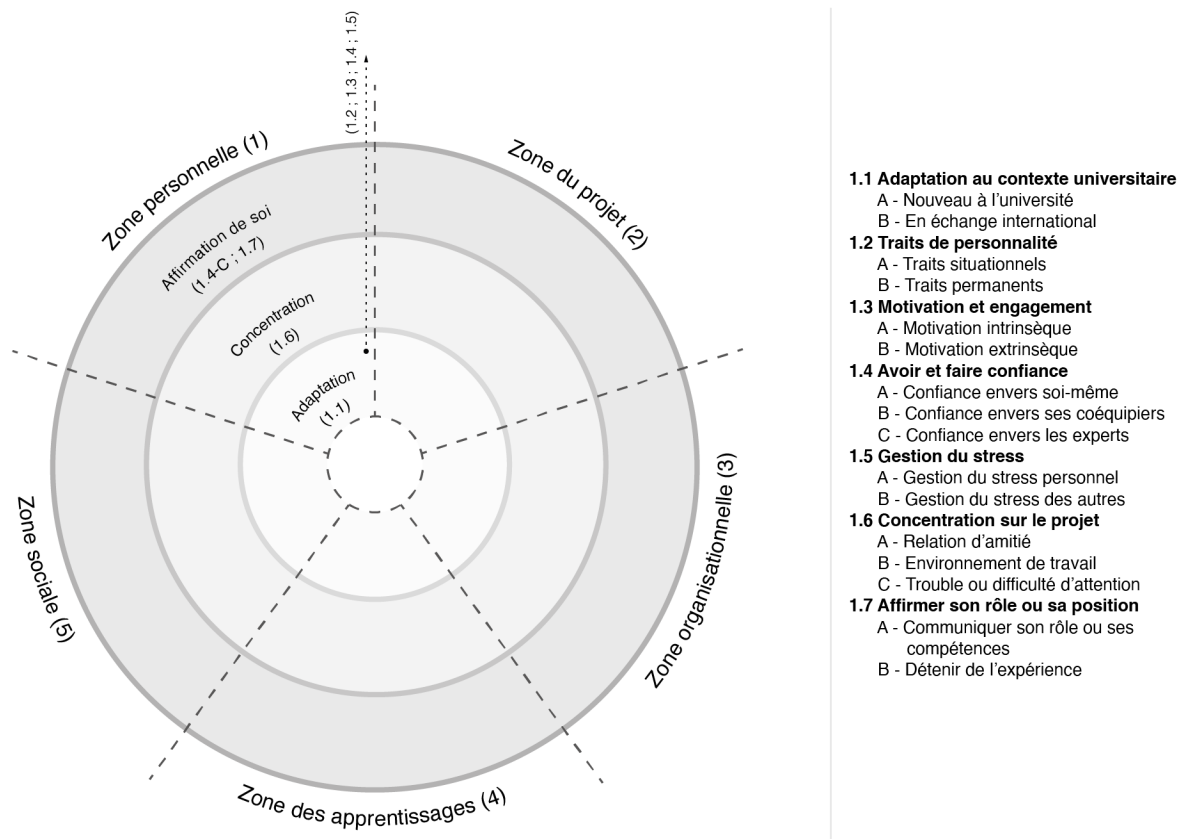 (1.2 ; 1.3 ; 1.4 ; 1.5)
Zone personnelle (1)
Zone du projet (2)
Affirmation de soi
(1.4-C ; 1.7)
Concentration
(1.6)
Adaptation
(1.1)
Zone organisationnelle (3)
Zone sociale (5)
Zone des apprentissages (4)
1.1 Adaptation au contexte universitaire
A - Nouveau à l’université
B - En échange international
1.2 Traits de personnalité
A - Traits situationnels
B - Traits permanents
1.3 Motivation et engagement
A - Motivation intrinsèque
B - Motivation extrinsèque
1.4 Avoir et faire confiance
A - Confiance envers soi-même
B - Confiance envers ses coéquipiers
C - Confiance envers les experts
1.5 Gestion du stress
A - Gestion du stress personnel
B - Gestion du stress des autres
1.6 Concentration sur le projet
A - Relation d’amitié
B - Environnement de travail
C - Trouble ou difficulté d’attention
1.7 Affirmer son rôle ou sa position
A - Communiquer son rôle ou ses
compétences
B - Détenir de l’expérience